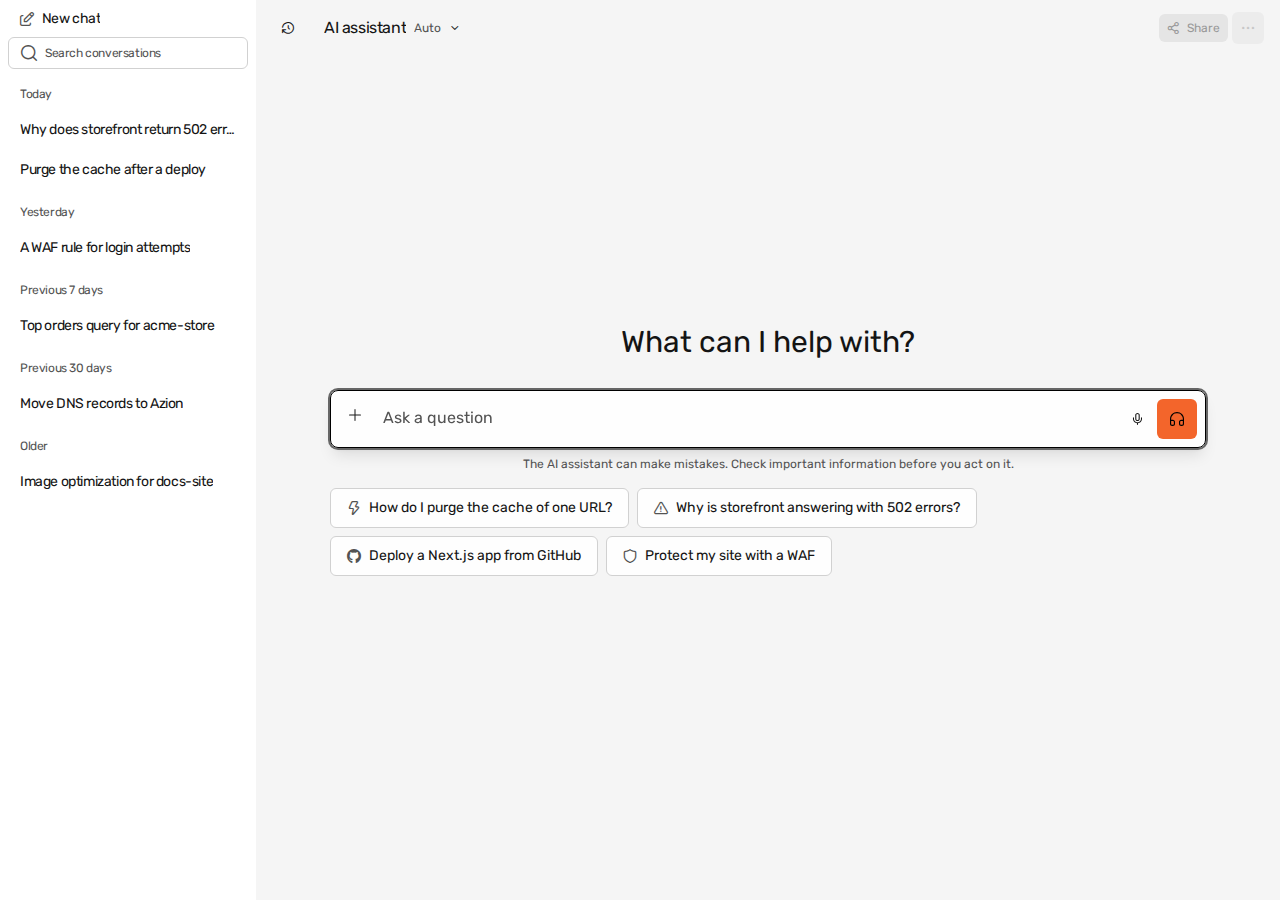 New chat
Search conversations
Today
Why does storefront return 502 err…
Purge the cache after a deploy
Yesterday
A WAF rule for login attempts
Previous 7 days
Top orders query for acme-store
Previous 30 days
Move DNS records to Azion
Older
Image optimization for docs-site
AI assistant Auto
Share
What can I help with?
Ask a question
The AI assistant can make mistakes. Check important information before you act on it.
How do I purge the cache of one URL?
Why is storefront answering with 502 errors?
Deploy a Next.js app from GitHub
Protect my site with a WAF